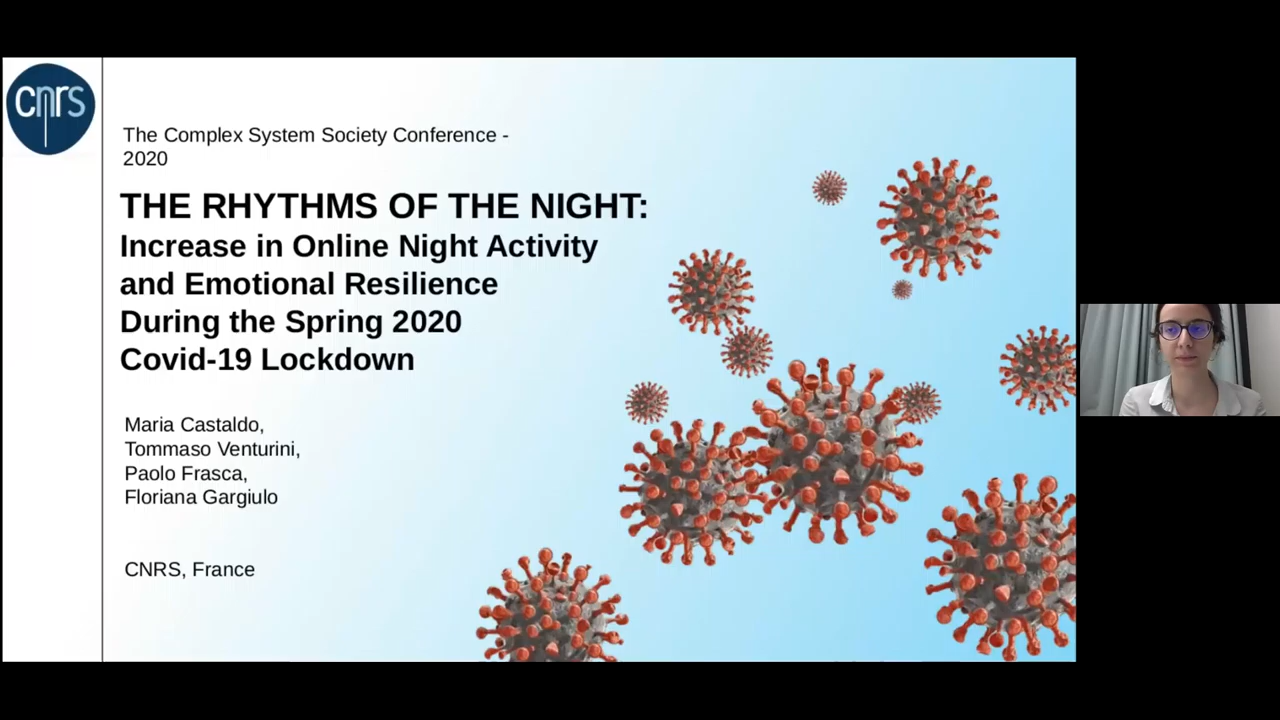 cnrs
The Complex System Society Conference -
2020
THE RHYTHMS OF THE NIGHT:
Increase in Online Night Activity
and Emotional Resilience
During the Spring 2020
Covid-19 Lockdown
Maria Castaldo,
Tommaso Venturini,
Paolo Frasca,
Floriana Gargiulo
CNRS, France